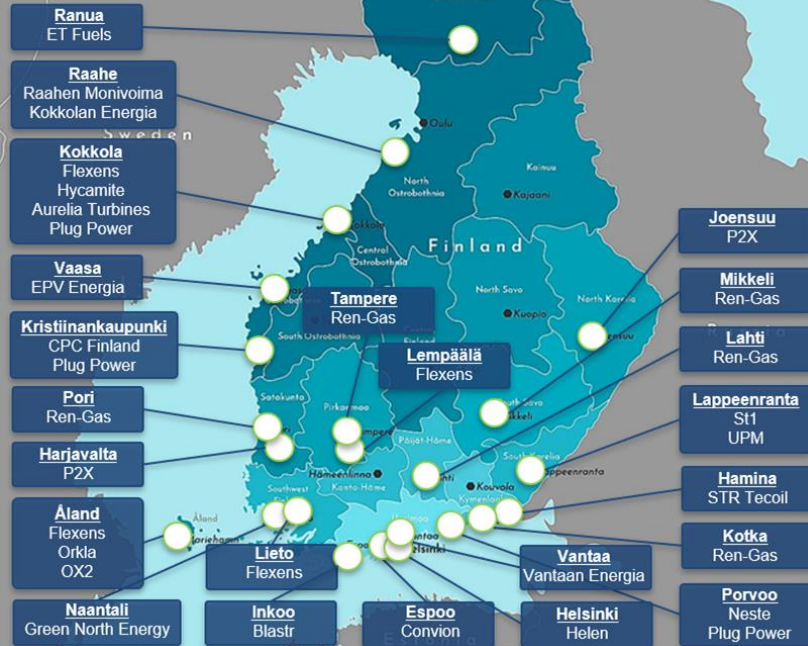 Ranua
ET Fuels
Raahe
Raahen Monivoima
Kokkolan Energia
Sweden
Kokkola
Flexens
Hycamite
Aurelia Turbines
Plug Power
Vaasa
EPV Energia
Kristiinankaupunki
CPC Finland
Plug Power
Pori
Ren-Gas
Harjavalta
P2X
Åland
Flexens
Orkla
OX2
Naantali
Green North Energy
Tampere
Ren-Gas
Lempäälä
Flexens
Lieto
Flexens
Inkoo
Blastr
Espoo
Convion
Helsinki
Helen
Vantaa
Vantaan Energia
Joensuu
P2X
Mikkeli
Ren-Gas
Lahti
Ren-Gas
Lappeenranta
St1
UPM
Hamina
STR Tecoil
Kotka
Ren-Gas
Porvoo
Neste
Plug Power
Oulu
North
Ostrobothnia
Kainuu
Kajaani
Finland
Central
Ostrobothnia
North Savo
Kuopio
North Karelia
South Ostrobothnia
Satakunta
Pirkanmaa
Päijät-Häme
Hämeenlinna
Kanta-Häme
Kouvola
Southwest
Åland
Helsinki